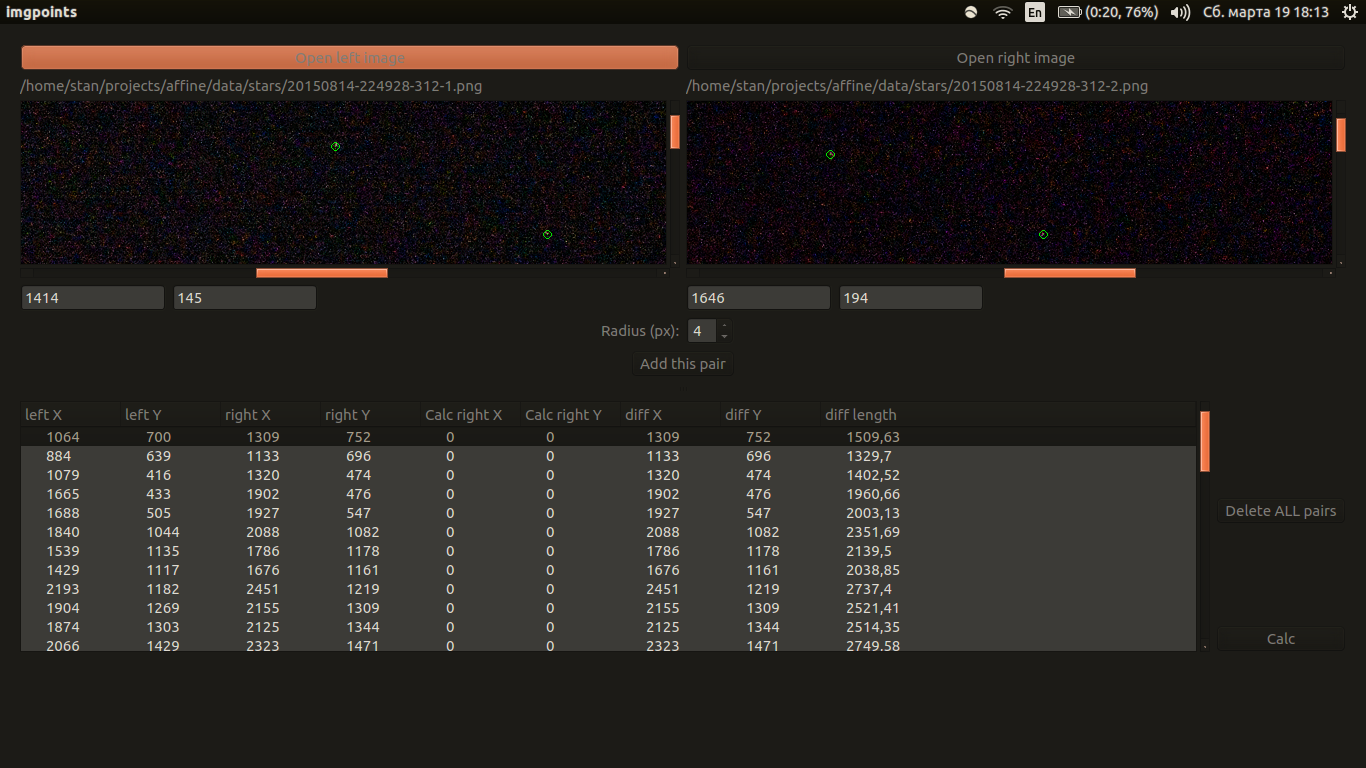 imgpoints En (0:20, 76%) Сб. марта 19 18:13
Open left image Open right image
/home/stan/projects/affine/data/stars/20150814-224928-312-1.png /home/stan/projects/affine/data/stars/20150814-224928-312-2.png
1414 145 1646 194
Radius (px): 4
Add this pair
left X left Y right X right Y Calc right X Calc right Y diff X diff Y diff length
1064 700 1309 752 0 0 1309 752 1509,63
884 639 1133 696 0 0 1133 696 1329,7
1079 416 1320 474 0 0 1320 474 1402,52
1665 433 1902 476 0 0 1902 476 1960,66
1688 505 1927 547 0 0 1927 547 2003,13
Delete ALL pairs
1840 1044 2088 1082 0 0 2088 1082 2351,69
1539 1135 1786 1178 0 0 1786 1178 2139,5
1429 1117 1676 1161 0 0 1676 1161 2038,85
2193 1182 2451 1219 0 0 2451 1219 2737,4
1904 1269 2155 1309 0 0 2155 1309 2521,41
1874 1303 2125 1344 0 0 2125 1344 2514,35
2066 1429 2323 1471 0 0 2323 1471 2749,58
Calc